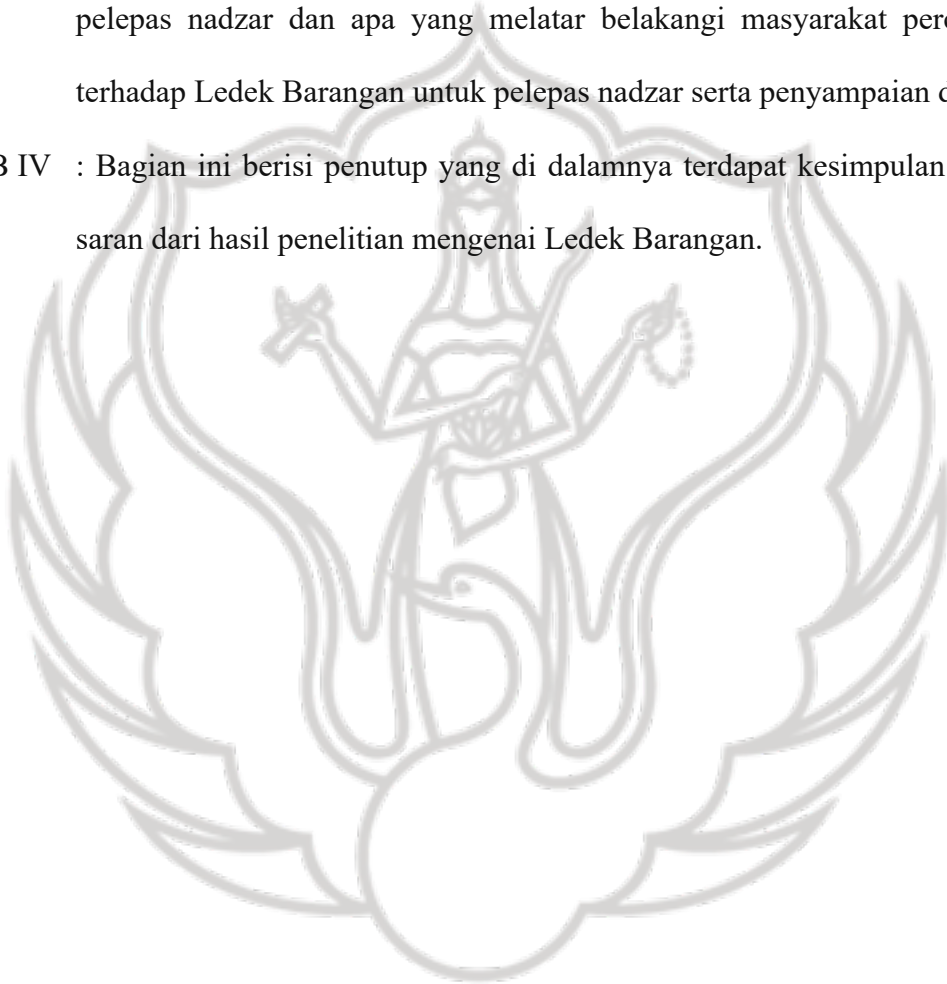 pelepas nadzar dan apa yang melatar belakangi masyarakat
terhadap Ledek Barangan untuk pelepas nadzar serta penyampaian
IV : Bagian ini berisi penutup yang di dalamnya terdapat kesimpulan
saran dari hasil penelitian mengenai Ledek Barangan.